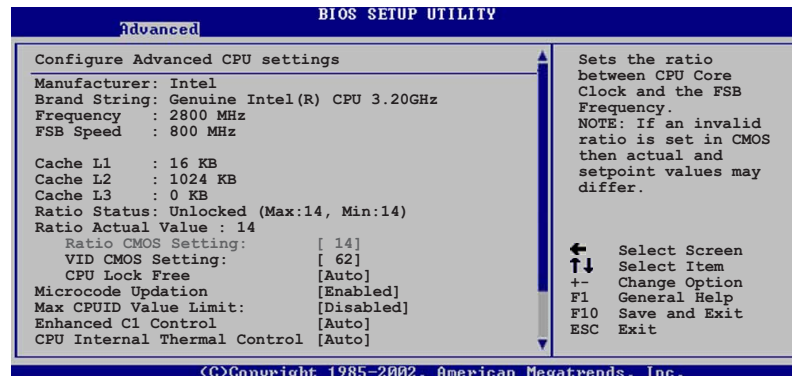 BIOS SETUP UTILITY
Advanced
Configure Advanced CPU settings
Manufacturer: Intel
Brand String: Genuine Intel(R) CPU 3.20GHz
Frequency : 2800 MHz
FSB Speed : 800 MHz
Cache L1 : 16 KB
Cache L2 : 1024 KB
Cache L3 : 0 KB
Ratio Status: Unlocked (Max:14, Min:14)
Ratio Actual Value : 14
Ratio CMOS Setting: [ 14]
VID CMOS Setting: [ 62]
CPU Lock Free [Auto]
Microcode Updation [Enabled]
Max CPUID Value Limit: [Disabled]
Enhanced C1 Control [Auto]
CPU Internal Thermal Control [Auto]
Sets the ratio
between CPU Core
Clock and the FSB
Frequency.
NOTE: If an invalid
ratio is set in CMOS
then actual and
setpoint values may
differ.
← Select Screen
↑↓ Select Item
+- Change Option
F1 General Help
F10 Save and Exit
ESC Exit
(C)Copyright 1985-2002, American Megatrends, Inc.